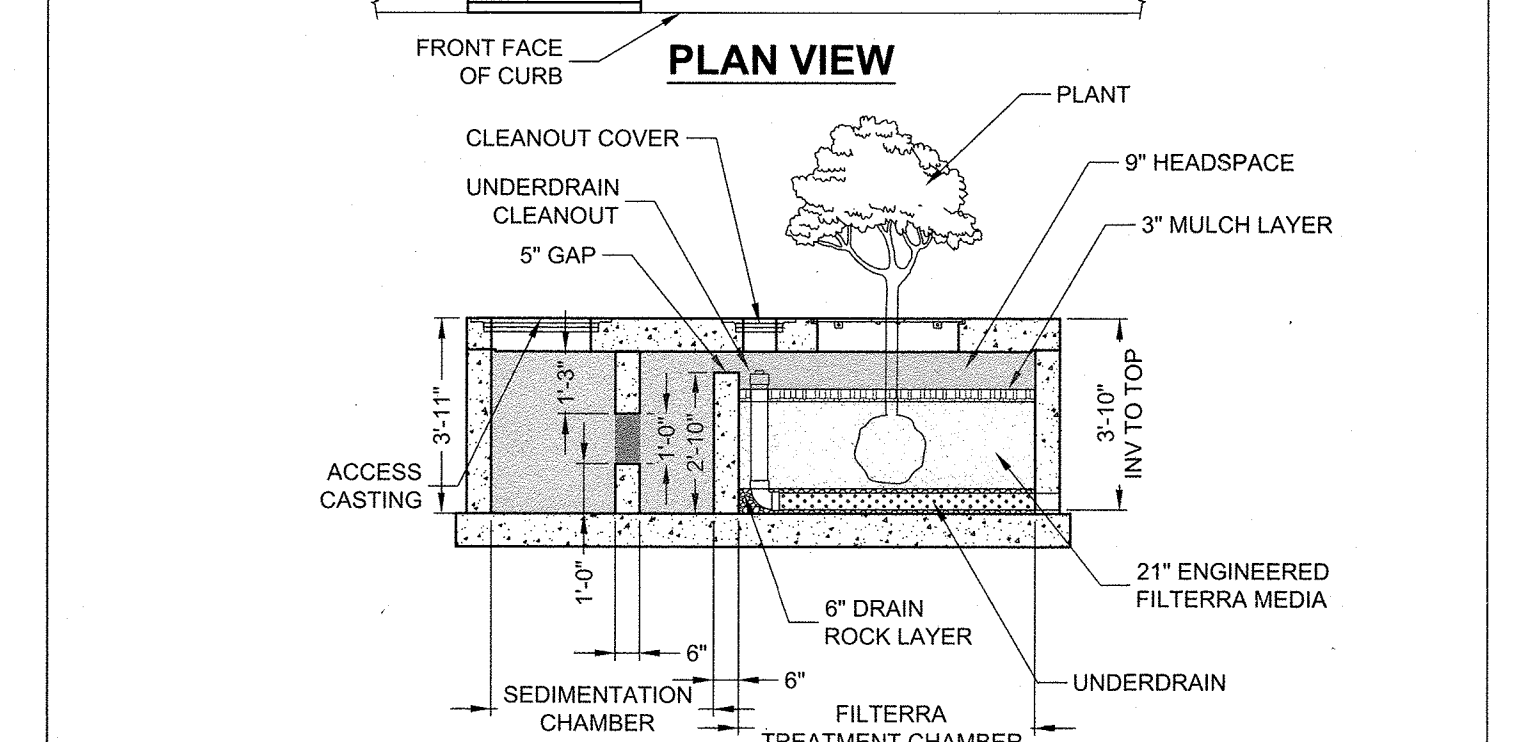 FRONT FACE
OF CURB
PLAN VIEW
PLANT
CLEANOUT COVER
9" HEADSPACE
UNDERDRAIN
CLEANOUT
3" MULCH LAYER
5" GAP
3'-11"
1'-3"
1'-0"
2'-10"
3'-10"
INV TO TOP
ACCESS
CASTING
1'-0"
21" ENGINEERED
FILTERRA MEDIA
6" DRAIN
ROCK LAYER
6"
6"
UNDERDRAIN
SEDIMENTATION
CHAMBER
FILTERRA
TREATMENT CHAMBER